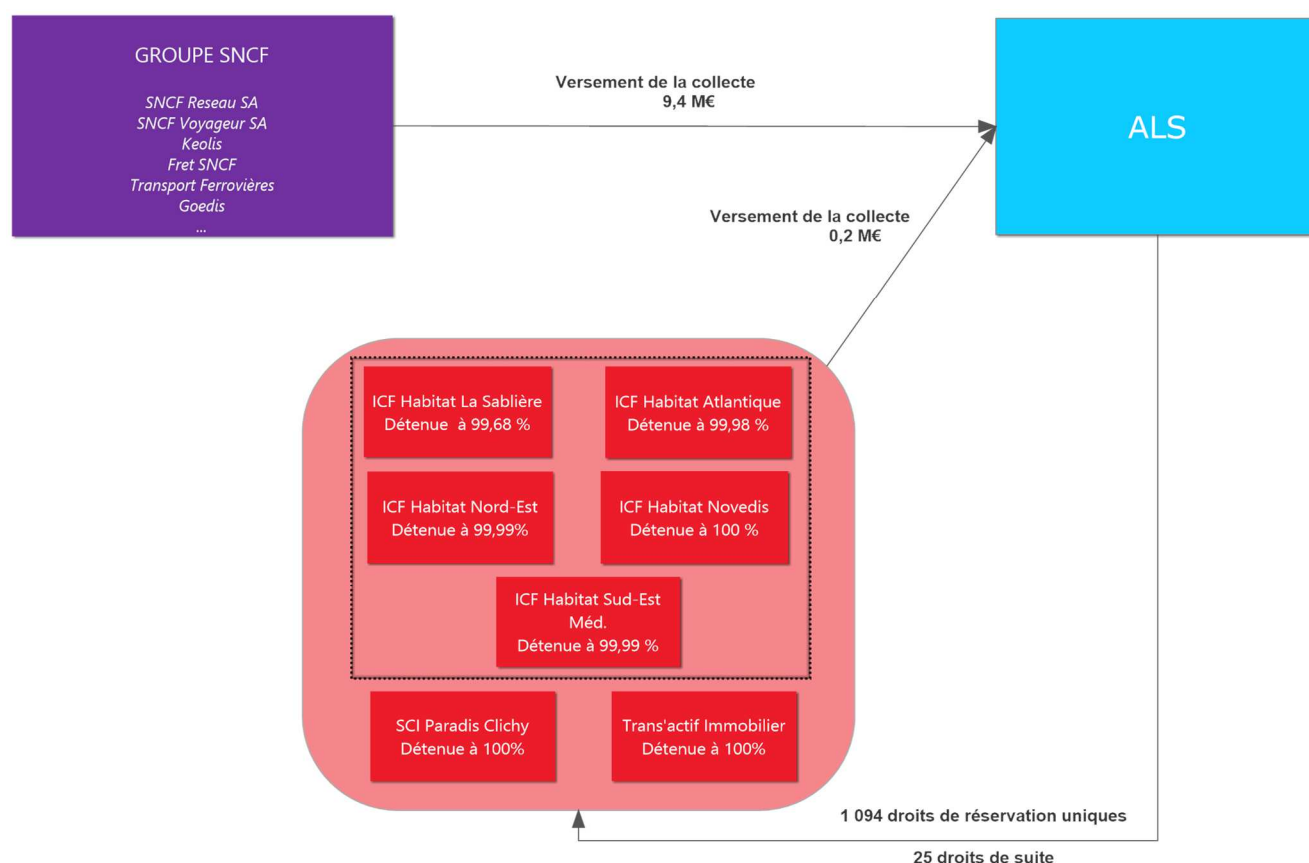 GROUPE SNCF
SNCF Reseau SA
SNCF Voyageur SA
Keolis
Fret SNCF
Transport Ferrovières
Goedis
...
Versement de la collecte
9,4 M€
ALS
Versement de la collecte
0,2 M€
ICF Habitat La Sablière
Détenue à 99,68 %
ICF Habitat Atlantique
Détenue à 99,98 %
ICF Habitat Nord-Est
Détenue à 99,99%
ICF Habitat Novedis
Détenue à 100 %
ICF Habitat Sud-Est
Méd.
Détenue à 99,99 %
SCI Paradis Clichy
Détenue à 100%
Trans'actif Immobilier
Détenue à 100%
1 094 droits de réservation uniques
25 droits de suite